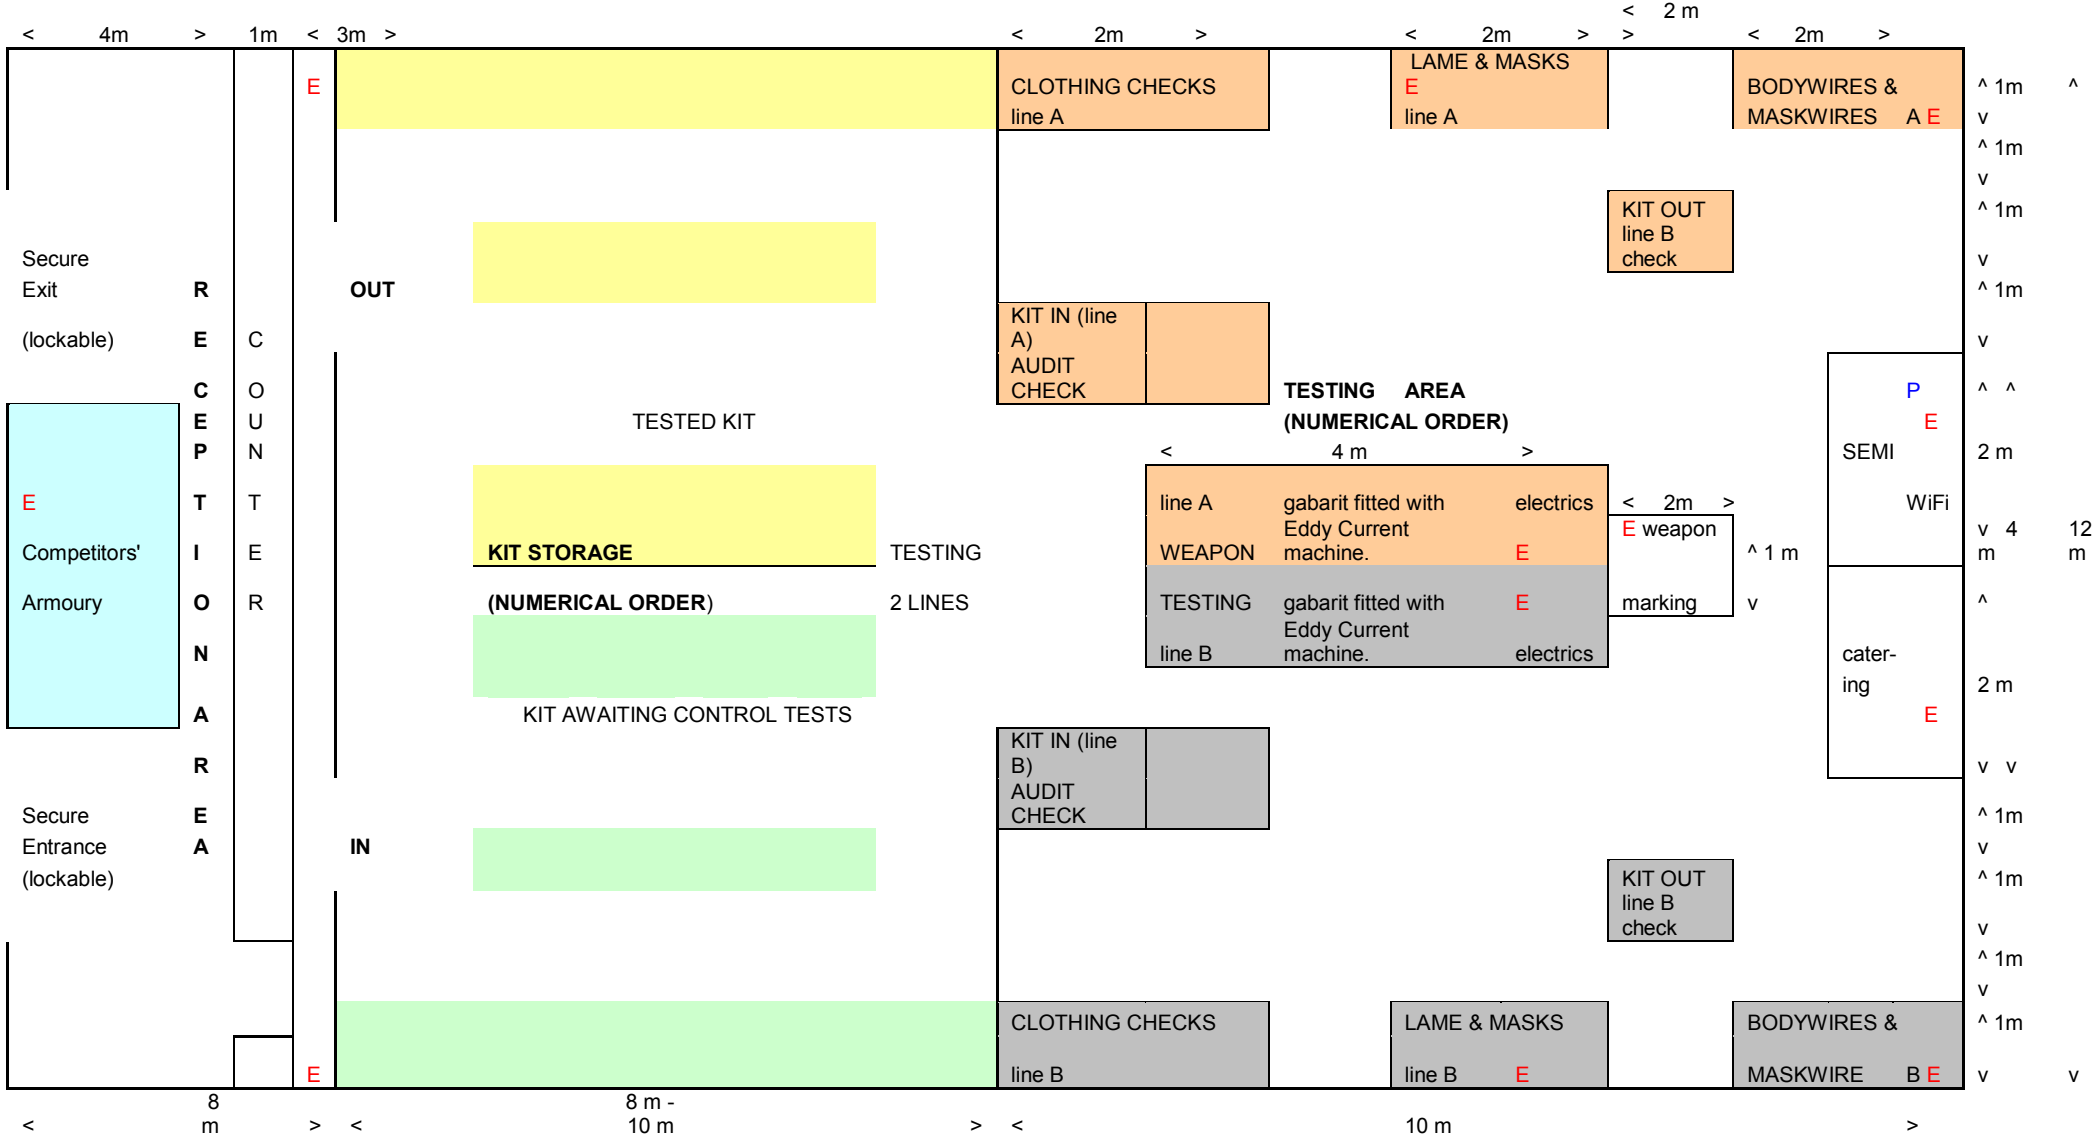 < 2 m
< 4m > 1m < 3m > < 2m > < 2m > > < 2m >
LAME & MASKS
E CLOTHING CHECKS E BODYWIRES & ^ 1m ^
line A line A MASKWIRES A E v
^ 1m
v
KIT OUT ^ 1m
line B
Secure check v
Exit R OUT ^ 1m
KIT IN (line
(lockable) E C A) v
AUDIT
C O CHECK TESTING AREA P ^ ^
E U TESTED KIT (NUMERICAL ORDER) E
P N < 4 m > SEMI 2 m
E T T line A gabarit fitted with electrics < 2m > WiFi
Eddy Current E weapon v 4 12
Competitors' I E KIT STORAGE TESTING WEAPON machine. E ^ 1 m m m
Armoury O R (NUMERICAL ORDER) 2 LINES TESTING gabarit fitted with E marking v ^
Eddy Current
N line B machine. electrics cater-
ing 2 m
A KIT AWAITING CONTROL TESTS E
KIT IN (line
R B) v v
AUDIT
Secure E CHECK ^ 1m
Entrance A IN v
(lockable) KIT OUT ^ 1m
line B
check v
^ 1m
v
CLOTHING CHECKS LAME & MASKS BODYWIRES & ^ 1m
E line B line B E MASKWIRE B E v v
8 8 m -
< m > < 10 m > < 10 m >